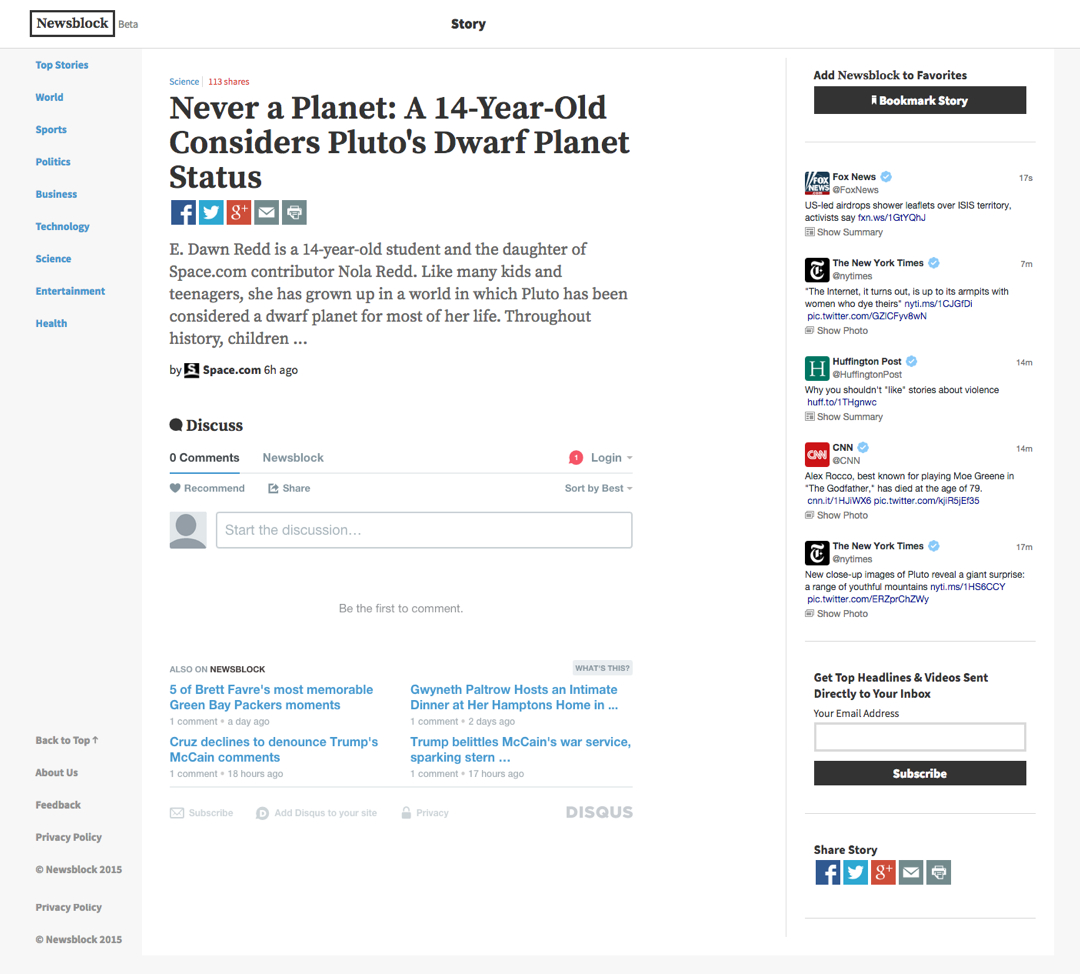 Newsblock Beta
Story
Top Stories
World
Sports
Politics
Business
Technology
Science
Entertainment
Health
Back to Top ↑
About Us
Feedback
Privacy Policy
© Newsblock 2015
Privacy Policy
© Newsblock 2015
Science 113 shares
Never a Planet: A 14-Year-Old
Considers Pluto's Dwarf Planet
Status
E. Dawn Redd is a 14-year-old student and the daughter of
Space.com contributor Nola Redd. Like many kids and
teenagers, she has grown up in a world in which Pluto has been
considered a dwarf planet for most of her life. Throughout
history, children ...
by S Space.com 6h ago
Discuss
0 Comments Newsblock 1 Login
Recommend Share Sort by Best
Start the discussion...
Be the first to comment.
ALSO ON NEWSBLOCK WHAT'S THIS?
5 of Brett Favre's most memorable
Green Bay Packers moments
1 comment • a day ago
Gwyneth Paltrow Hosts an Intimate
Dinner at Her Hamptons Home in ...
1 comment • 2 days ago
Cruz declines to denounce Trump's
McCain comments
1 comment • 18 hours ago
Trump belittles McCain's war service,
sparking stern ...
1 comment • 17 hours ago
Subscribe Add Disqus to your site Privacy DISQUS
Add Newsblock to Favorites
Bookmark Story
FOX NEWS
Fox News 17s
@FoxNews
US-led airdrops shower leaflets over ISIS territory,
activists say fxn.ws/1GtYQhJ
Show Summary
The New York Times 7m
@nytimes
"The Internet, it turns out, is up to its armpits with
women who dye theirs" nyti.ms/1CJGfDi
pic.twitter.com/GZlCFyv8wN
Show Photo
H
Huffington Post 14m
@HuffingtonPost
Why you shouldn't "like" stories about violence
huff.to/1THgnwc
Show Summary
CNN
CNN 14m
@CNN
Alex Rocco, best known for playing Moe Greene in
"The Godfather," has died at the age of 79.
cnn.it/1HJiWX6 pic.twitter.com/kjiR5jEf35
Show Photo
The New York Times 17m
@nytimes
New close-up images of Pluto reveal a giant surprise:
a range of youthful mountains nyti.ms/1HS6CCY
pic.twitter.com/ERZprChZWy
Show Photo
Get Top Headlines & Videos Sent
Directly to Your Inbox
Your Email Address
Subscribe
Share Story